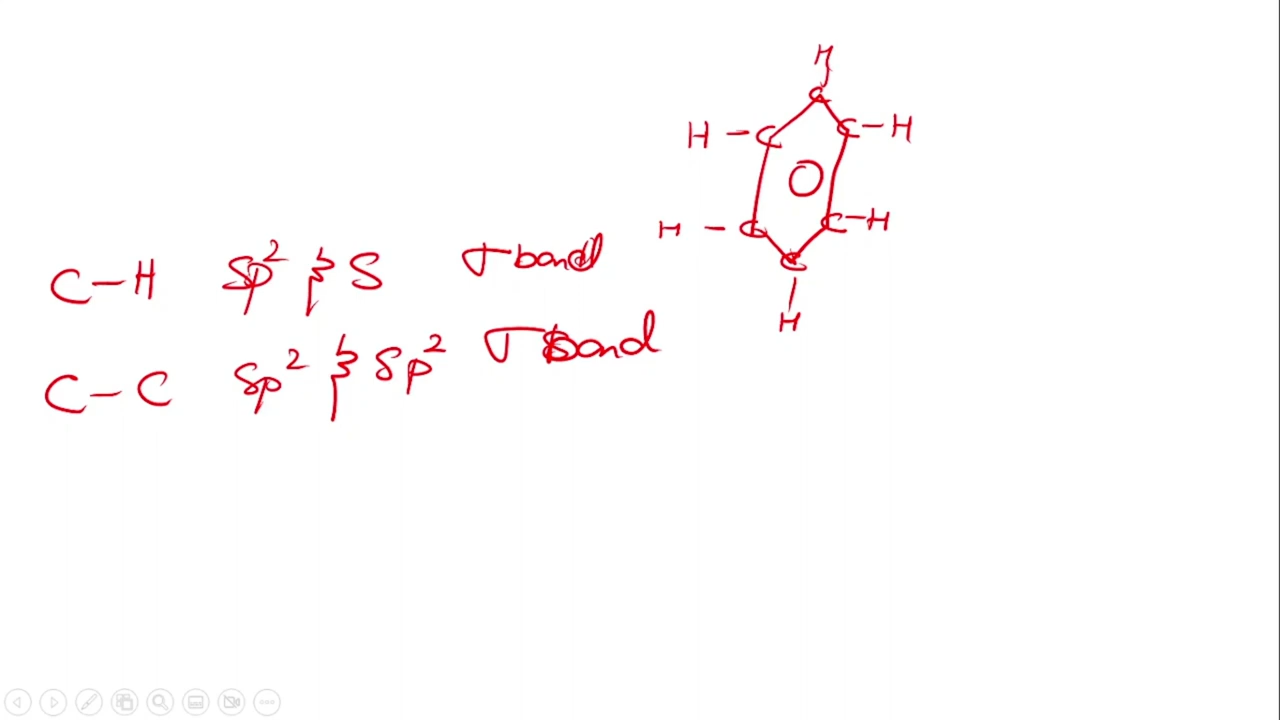 H
H - C C - H
C
H - C C - H
C
H
C - H sp² } S σ bond
C - C sp² } sp² σ bond